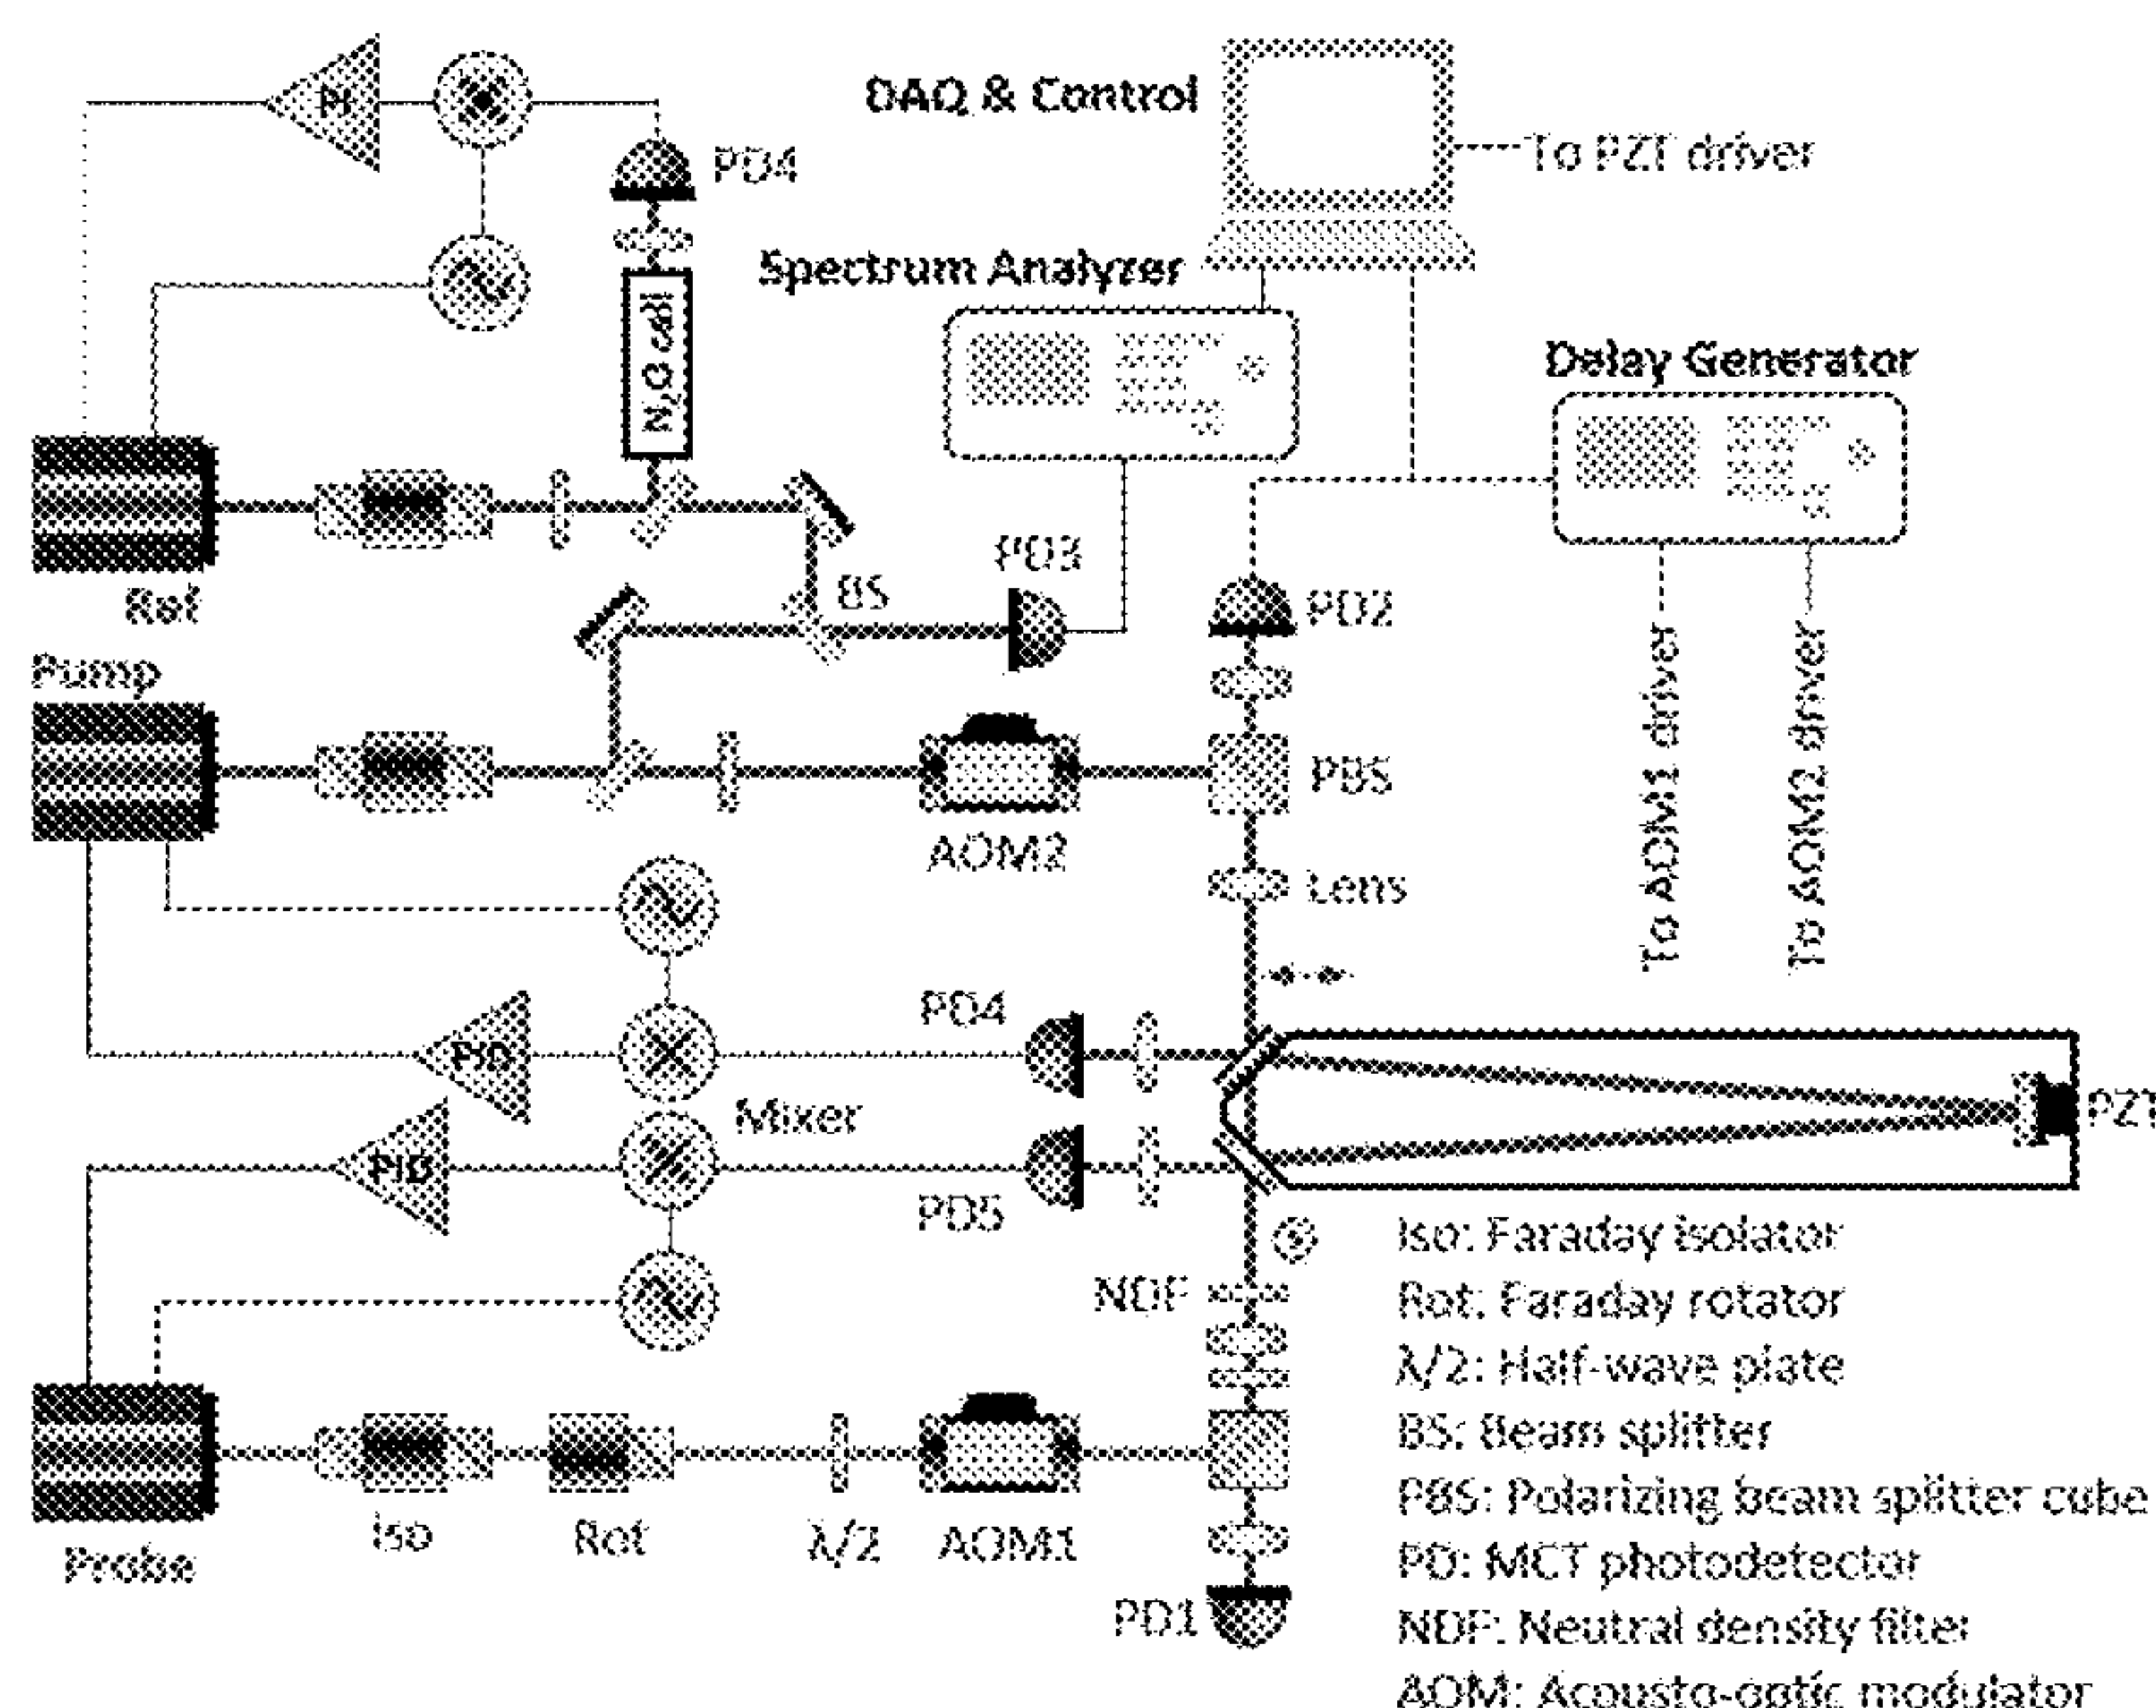 PI
PD4
DAQ & Control
To PZT driver
Spectrum Analyzer
N₂O cell
Delay Generator
Ref
BS
PD3
PD2
Pump
AOM2
PBS
Lens
To AOM1 driver
To AOM2 driver
PID
PD4
PZT
Mixer
PID
PD5
NDF
Probe
Iso
Rot
λ/2
AOM1
PD1
Iso: Faraday isolator
Rot: Faraday rotator
λ/2: Half-wave plate
BS: Beam splitter
PBS: Polarizing beam splitter cube
PD: MCT photodetector
NDF: Neutral density filter
AOM: Acousto-optic modulator